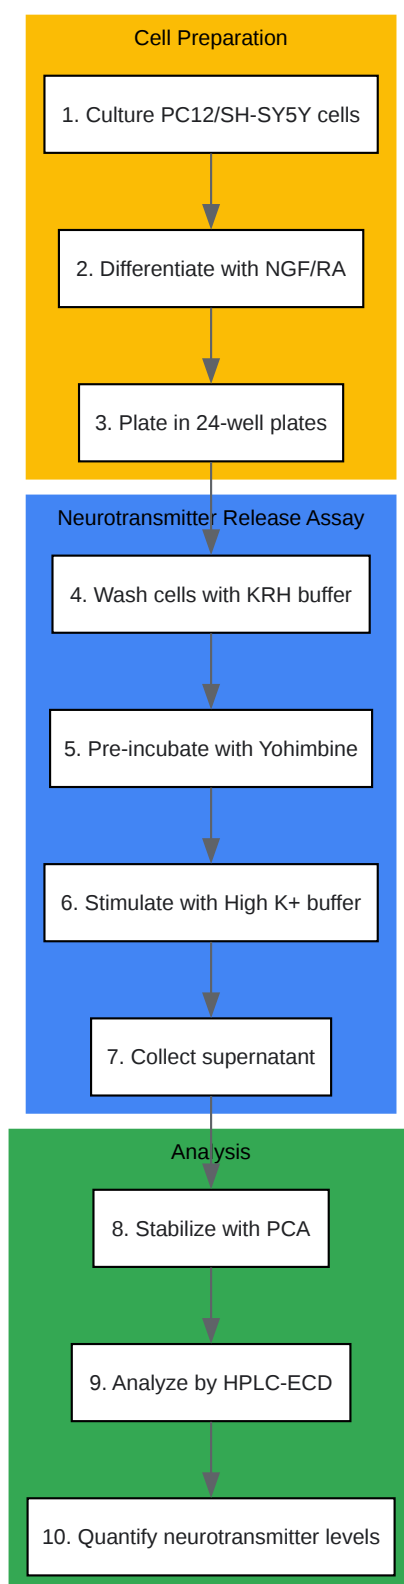 Cell Preparation
1. Culture PC12/SH-SY5Y cells
2. Differentiate with NGF/RA
3. Plate in 24-well plates
Neurotransmitter Release Assay
4. Wash cells with KRH buffer
5. Pre-incubate with Yohimbine
6. Stimulate with High K+ buffer
7. Collect supernatant
Analysis
8. Stabilize with PCA
9. Analyze by HPLC-ECD
10. Quantify neurotransmitter levels